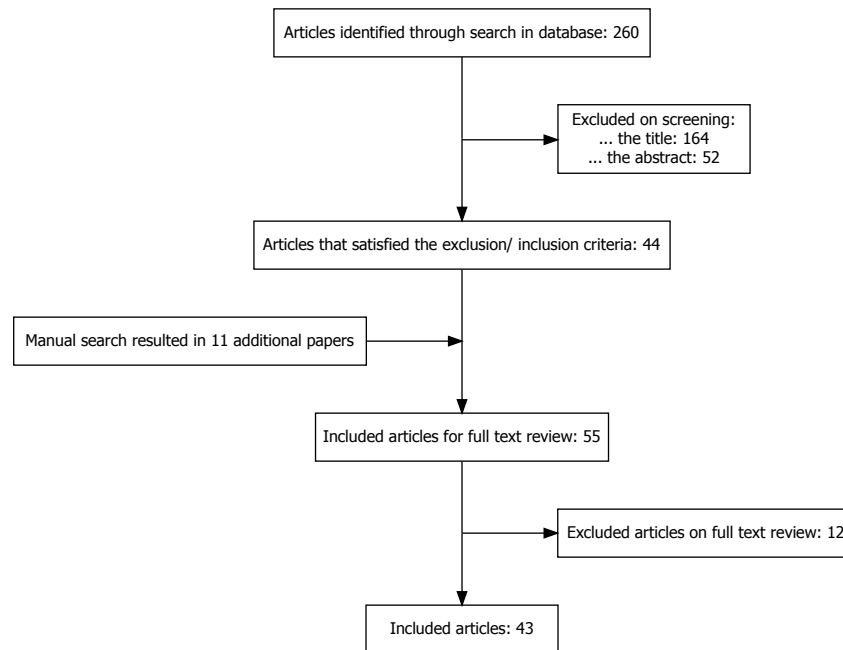 Articles identified through search in database: 260
Excluded on screening:
... the title: 164
... the abstract: 52
Articles that satisfied the exclusion/ inclusion criteria: 44
Manual search resulted in 11 additional papers
Included articles for full text review: 55
Excluded articles on full text review: 12
Included articles: 43